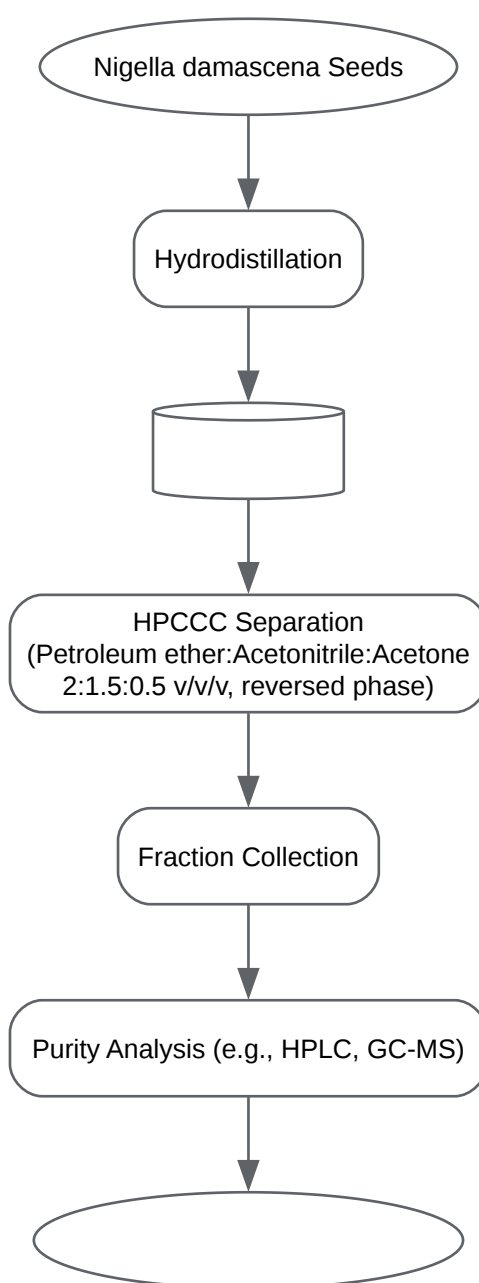 Nigella damascena Seeds
Hydrodistillation
HPCCC Separation
(Petroleum ether:Acetonitrile:Acetone
2:1.5:0.5 v/v/v, reversed phase)
Fraction Collection
Purity Analysis (e.g., HPLC, GC-MS)